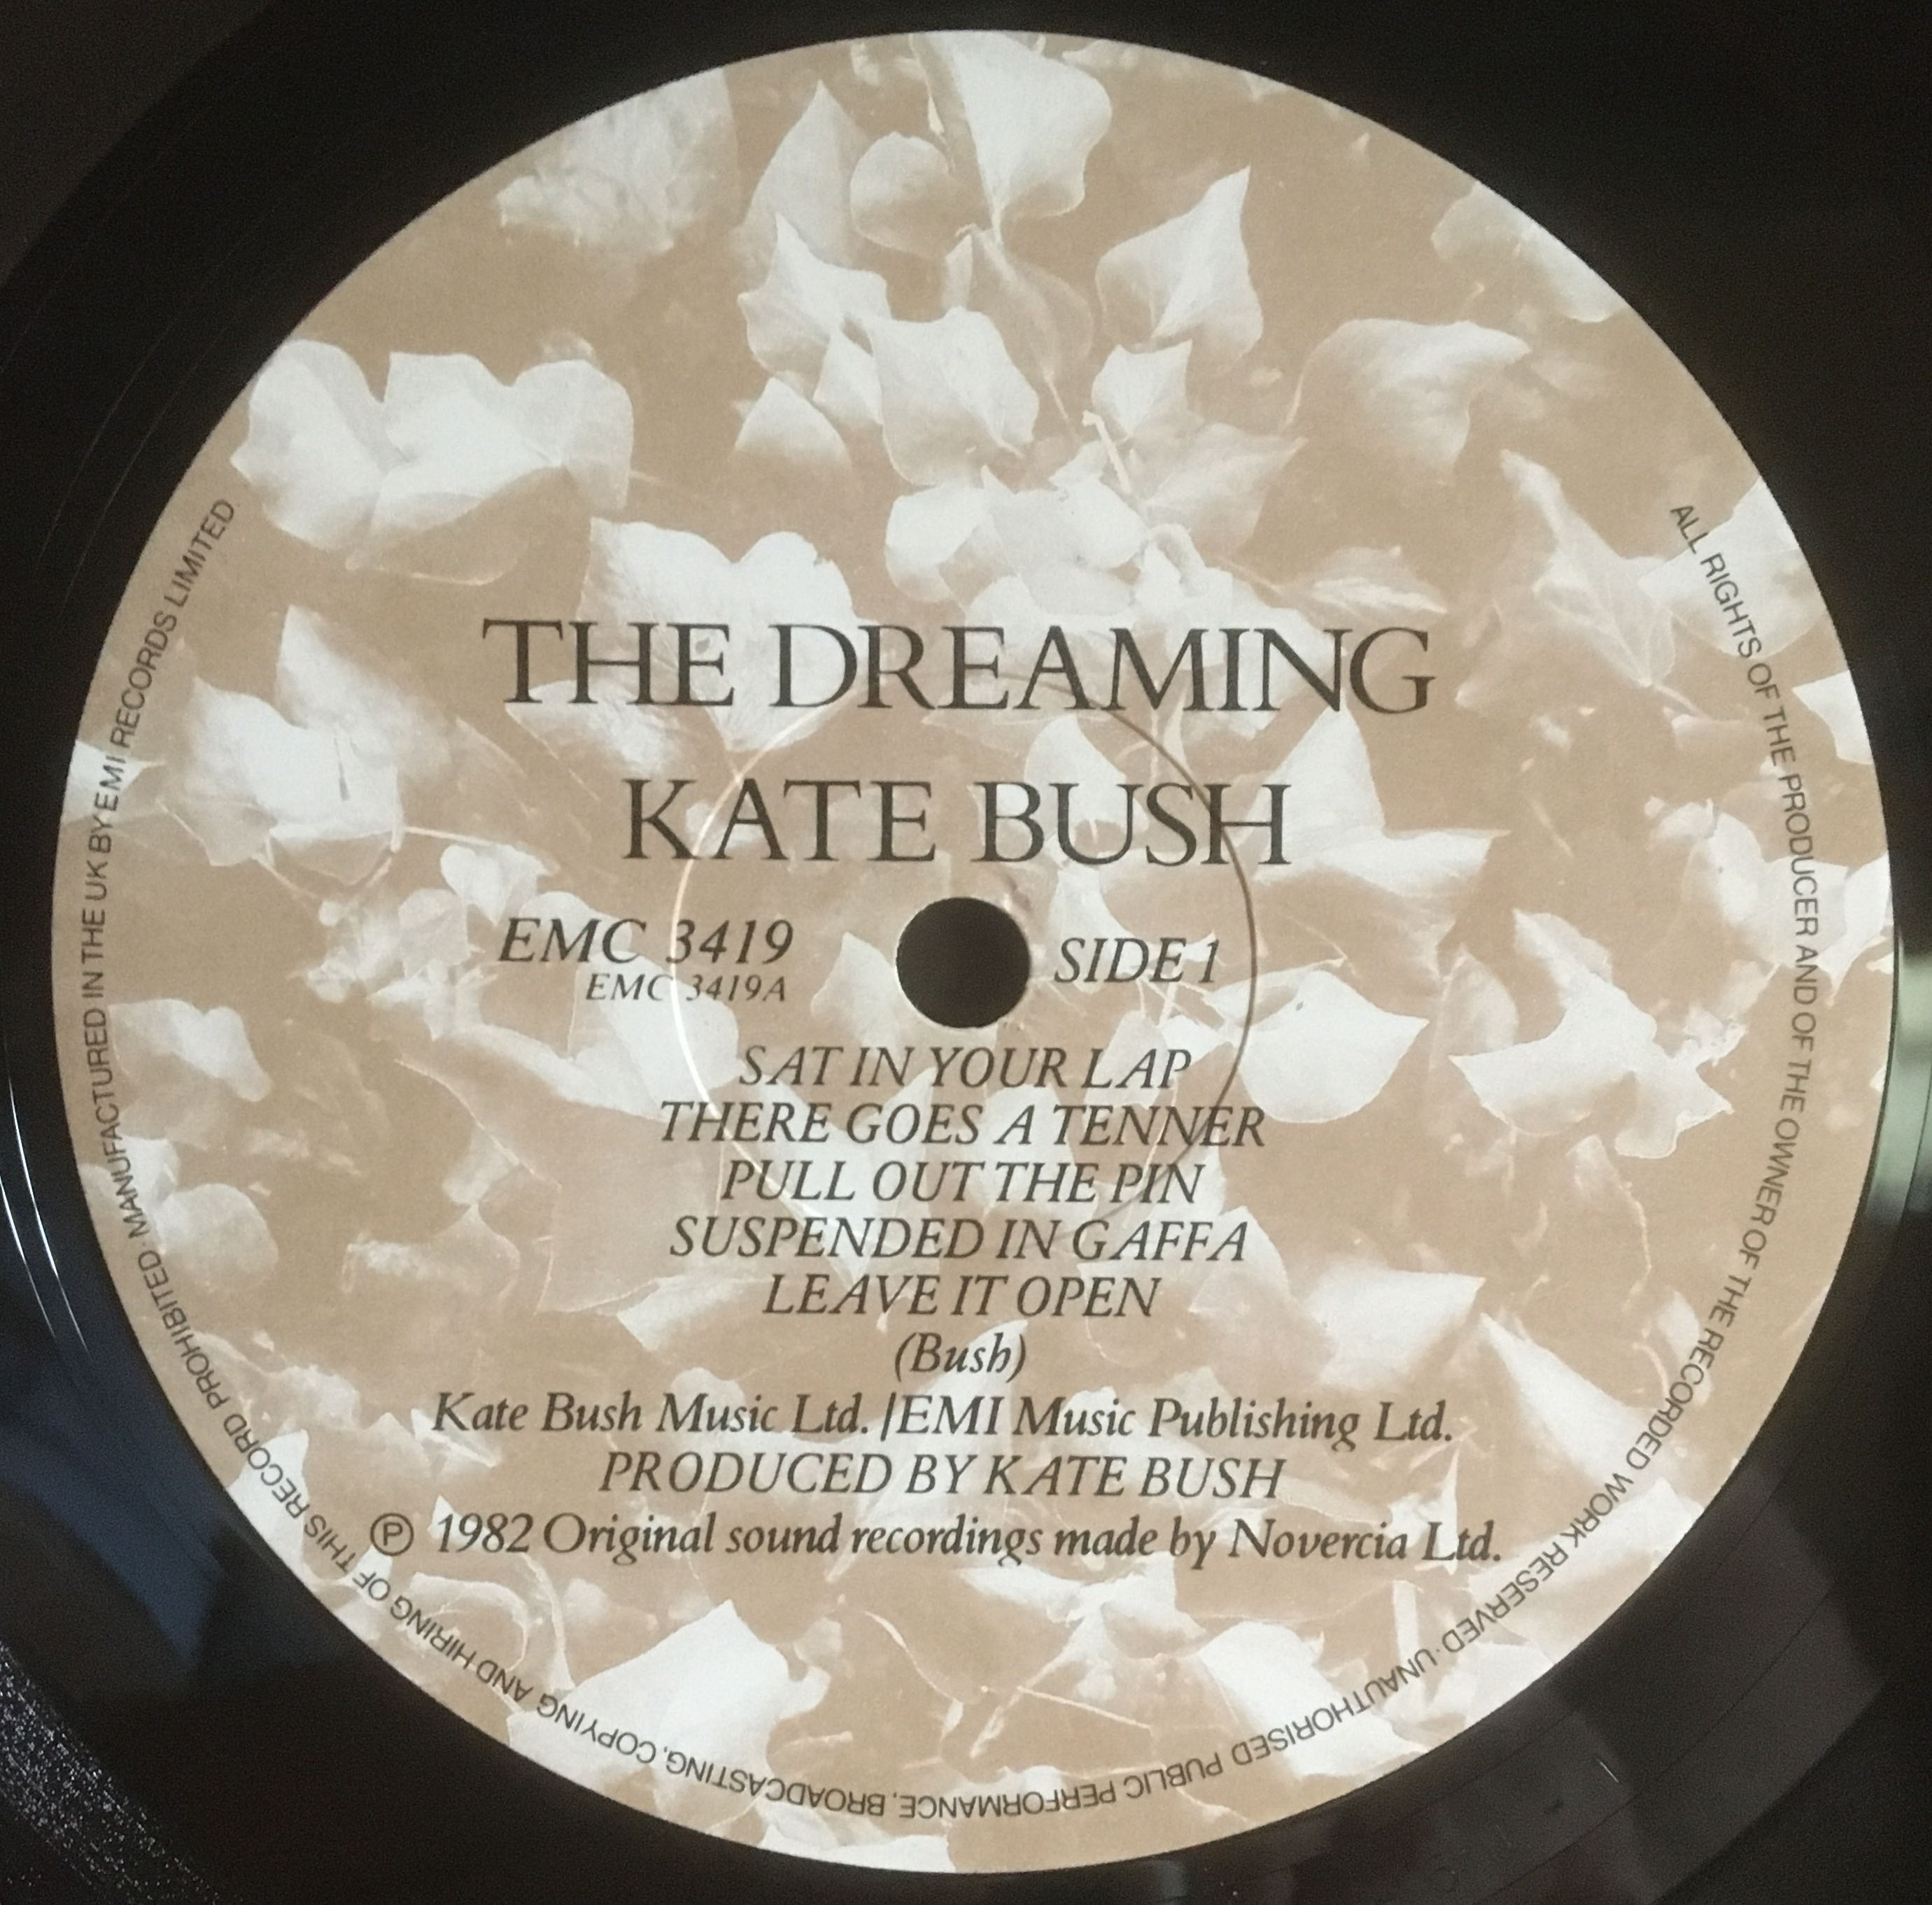 THE DREAMING
KATE BUSH
EMC 3419
EMC 3419A
SIDE 1
SAT IN YOUR LAP
THERE GOES A TENNER
PULL OUT THE PIN
SUSPENDED IN GAFFA
LEAVE IT OPEN
(Bush)
Kate Bush Music Ltd. / EMI Music Publishing Ltd.
PRODUCED BY KATE BUSH
Ⓟ 1982 Original sound recordings made by Novercia Ltd.
ALL RIGHTS OF THE PRODUCER AND OF THE OWNER OF THE RECORDED WORK RESERVED · UNAUTHORISED PUBLIC PERFORMANCE, BROADCASTING, COPYING AND HIRING OF THIS RECORD PROHIBITED · MANUFACTURED IN THE UK BY EMI RECORDS LIMITED